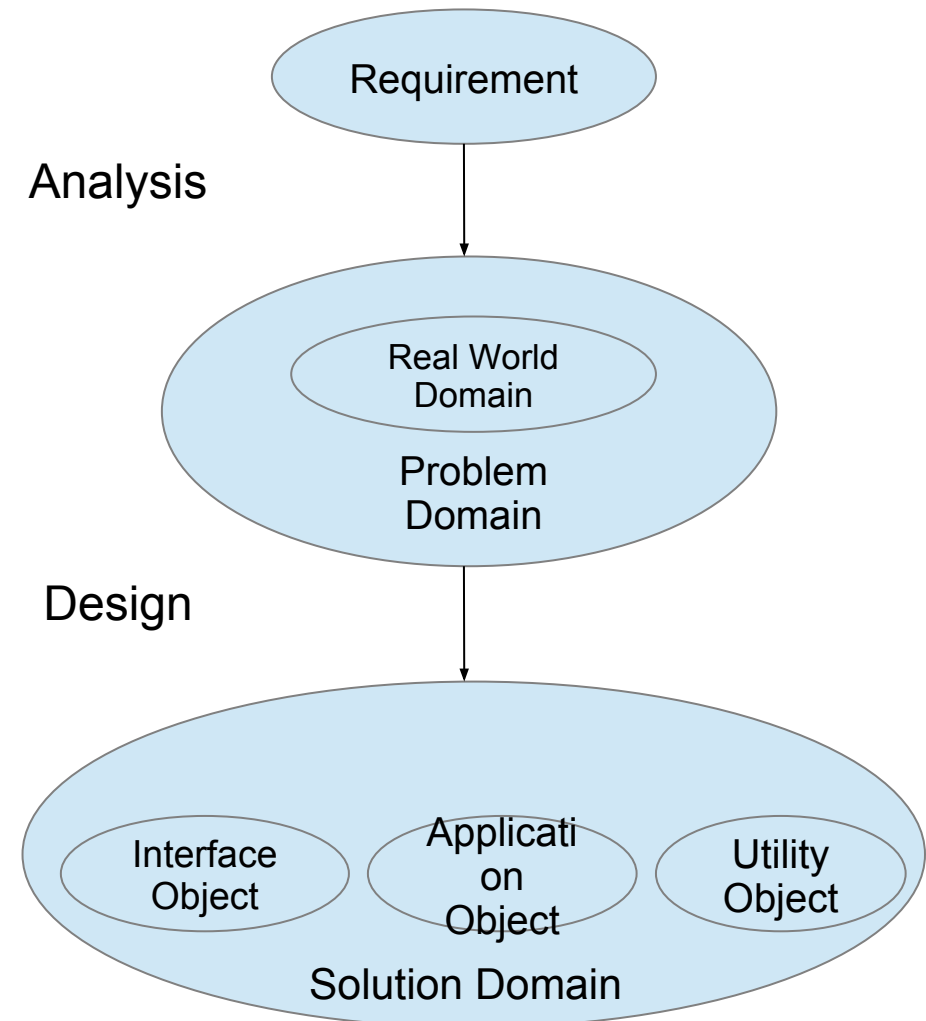 Requirement
Analysis
Real World
Domain
Problem
Domain
Design
Interface
Object
Applicati
on
Object
Utility
Object
Solution Domain